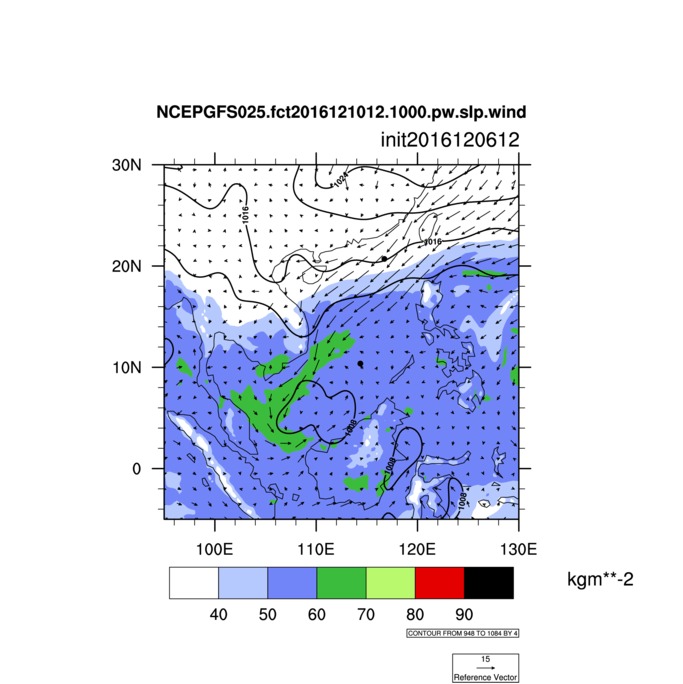 NCEPGFS025.fct2016121012.1000.pw.slp.wind
init2016120612
30N
20N
10N
0
1024
1016
1016
1008
1008
1008
100E 110E 120E 130E
40 50 60 70 80 90
kgm**-2
CONTOUR FROM 948 TO 1084 BY 4
15
Reference Vector